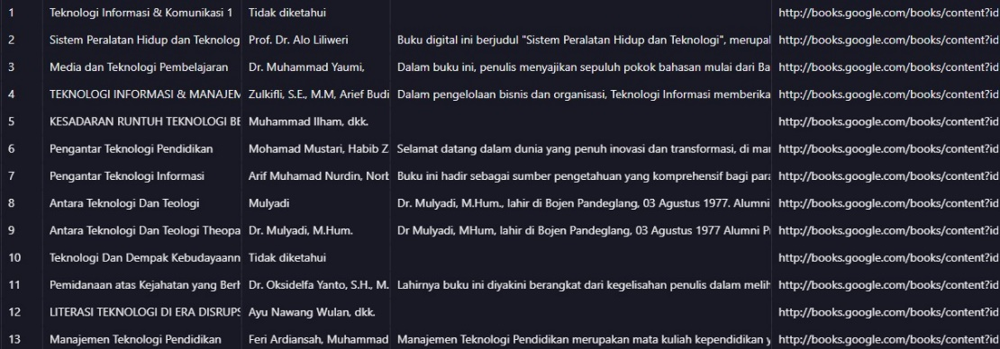 1 Teknologi Informasi & Komunikasi 1 Tidak diketahui http://books.google.com/books/content?id
2 Sistem Peralatan Hidup dan Teknolog Prof. Dr. Alo Liliweri Buku digital ini berjudul "Sistem Peralatan Hidup dan Teknologi", merupal http://books.google.com/books/content?id
3 Media dan Teknologi Pembelajaran Dr. Muhammad Yaumi, Dalam buku ini, penulis menyajikan sepuluh pokok bahasan mulai dari Ba http://books.google.com/books/content?id
4 TEKNOLOGI INFORMASI & MANAJEM Zulkifli, S.E., M.M, Arief Budi Dalam pengelolaan bisnis dan organisasi, Teknologi Informasi memberika http://books.google.com/books/content?id
5 KESADARAN RUNTUH TEKNOLOGI BE Muhammad Ilham, dkk. http://books.google.com/books/content?id
6 Pengantar Teknologi Pendidikan Mohamad Mustari, Habib Z Selamat datang dalam dunia yang penuh inovasi dan transformasi, di mar http://books.google.com/books/content?id
7 Pengantar Teknologi Informasi Arif Muhamad Nurdin, Nort Buku ini hadir sebagai sumber pengetahuan yang komprehensif bagi para http://books.google.com/books/content?id
8 Antara Teknologi Dan Teologi Mulyadi Dr. Mulyadi, M.Hum., lahir di Bojen Pandeglang, 03 Agustus 1977. Alumni http://books.google.com/books/content?id
9 Antara Teknologi Dan Teologi Theopa Dr. Mulyadi, M.Hum. Dr Mulyadi, MHum, lahir di Bojen Pandeglang, 03 Agustus 1977 Alumni P http://books.google.com/books/content?id
10 Teknologi Dan Dempak Kebudayaann Tidak diketahui http://books.google.com/books/content?id
11 Pemidanaan atas Kejahatan yang Berh Dr. Oksidelfa Yanto, S.H., M. Lahirnya buku ini diyakini berangkat dari kegelisahan penulis dalam melih http://books.google.com/books/content?id
12 LITERASI TEKNOLOGI DI ERA DISRUPS Ayu Nawang Wulan, dkk. http://books.google.com/books/content?id
13 Manajemen Teknologi Pendidikan Feri Ardiansah, Muhammad Manajemen Teknologi Pendidikan merupakan mata kuliah kependidikan y http://books.google.com/books/content?id